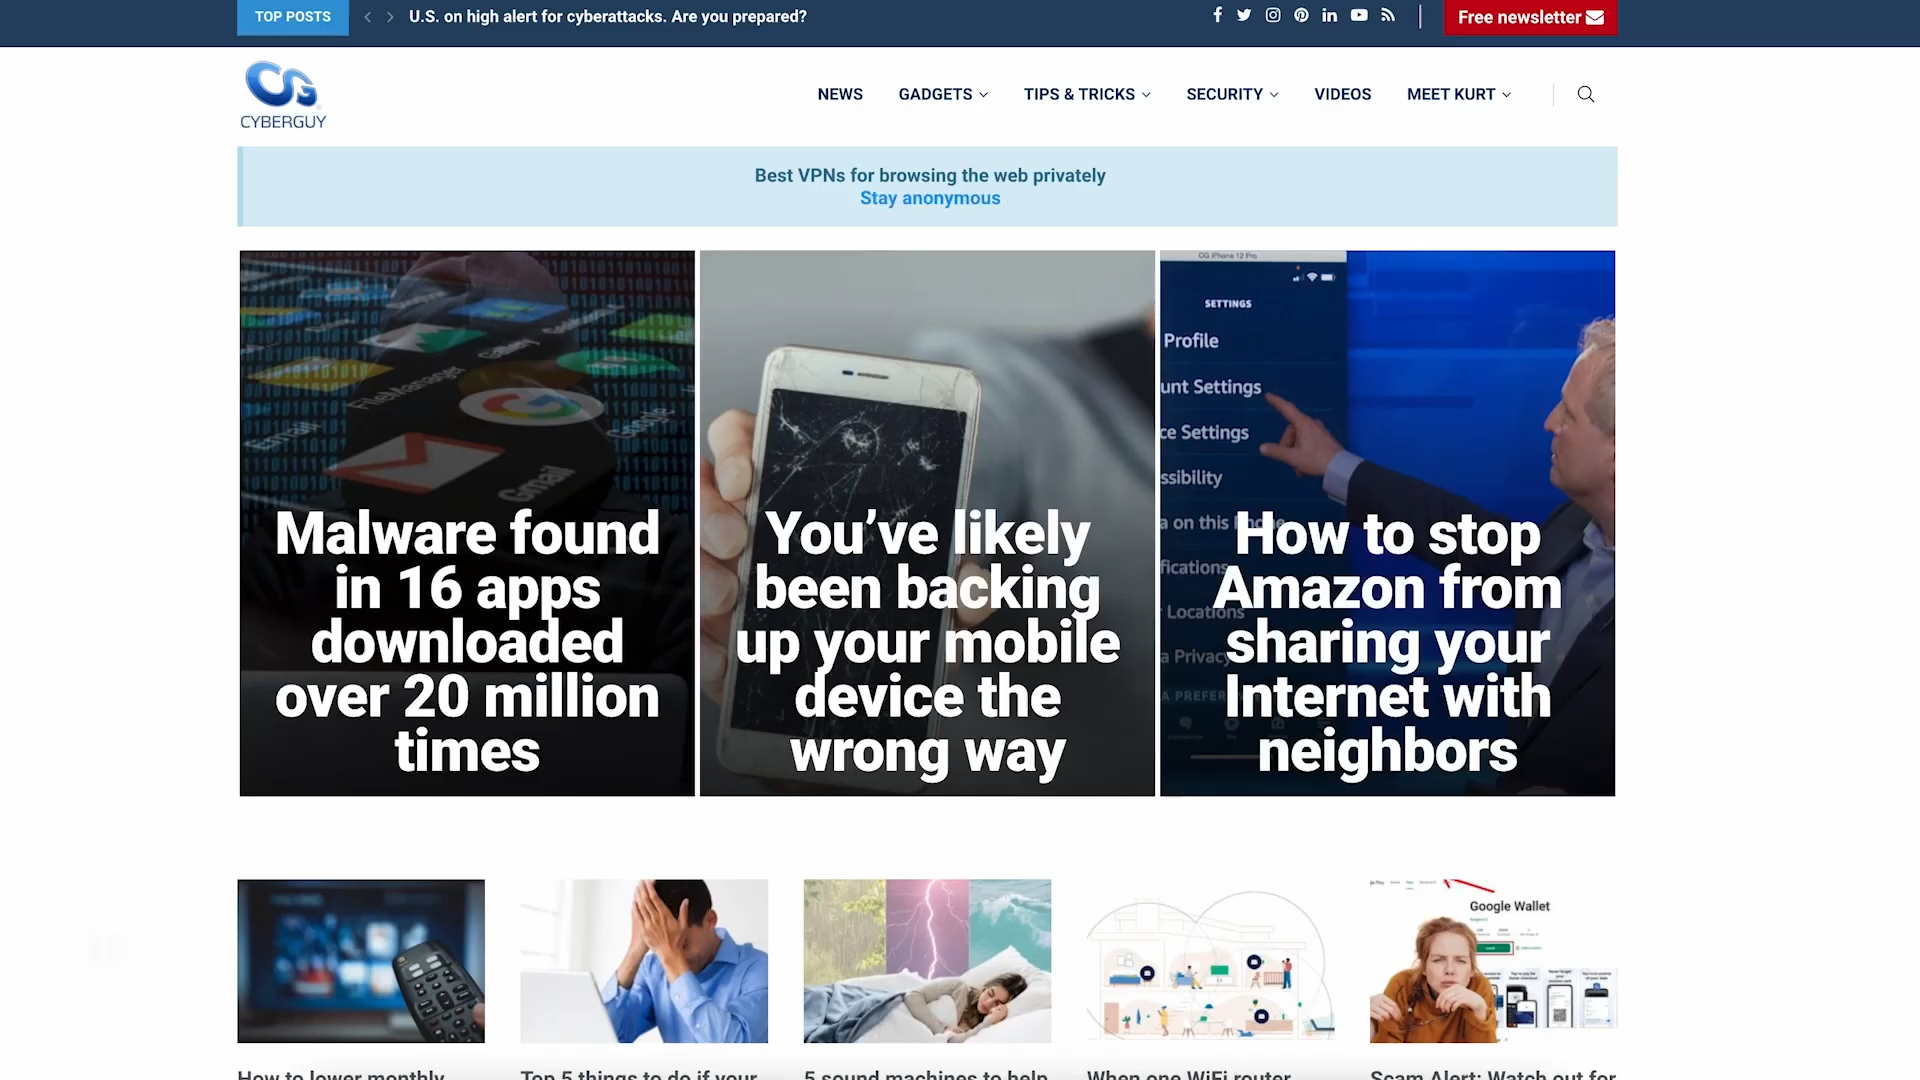 TOP POSTS
U.S. on high alert for cyberattacks. Are you prepared?
Free newsletter
CG
CYBERGUY
NEWS
GADGETS
TIPS & TRICKS
SECURITY
VIDEOS
MEET KURT
Best VPNs for browsing the web privately
Stay anonymous
FileManager
Gmail
Google
Malware found
in 16 apps
downloaded
over 20 million
times
You’ve likely
been backing
up your mobile
device the
wrong way
CG iPhone 12 Pro
SETTINGS
Profile
unt Settings
ce Settings
ssibility
a on this
fications
Locations
a Privacy
How to stop
Amazon from
sharing your
Internet with
neighbors
Google Wallet
How to lower monthly
Top 5 things to do if your
5 sound machines to help
When one WiFi router
Scam Alert: Watch out for